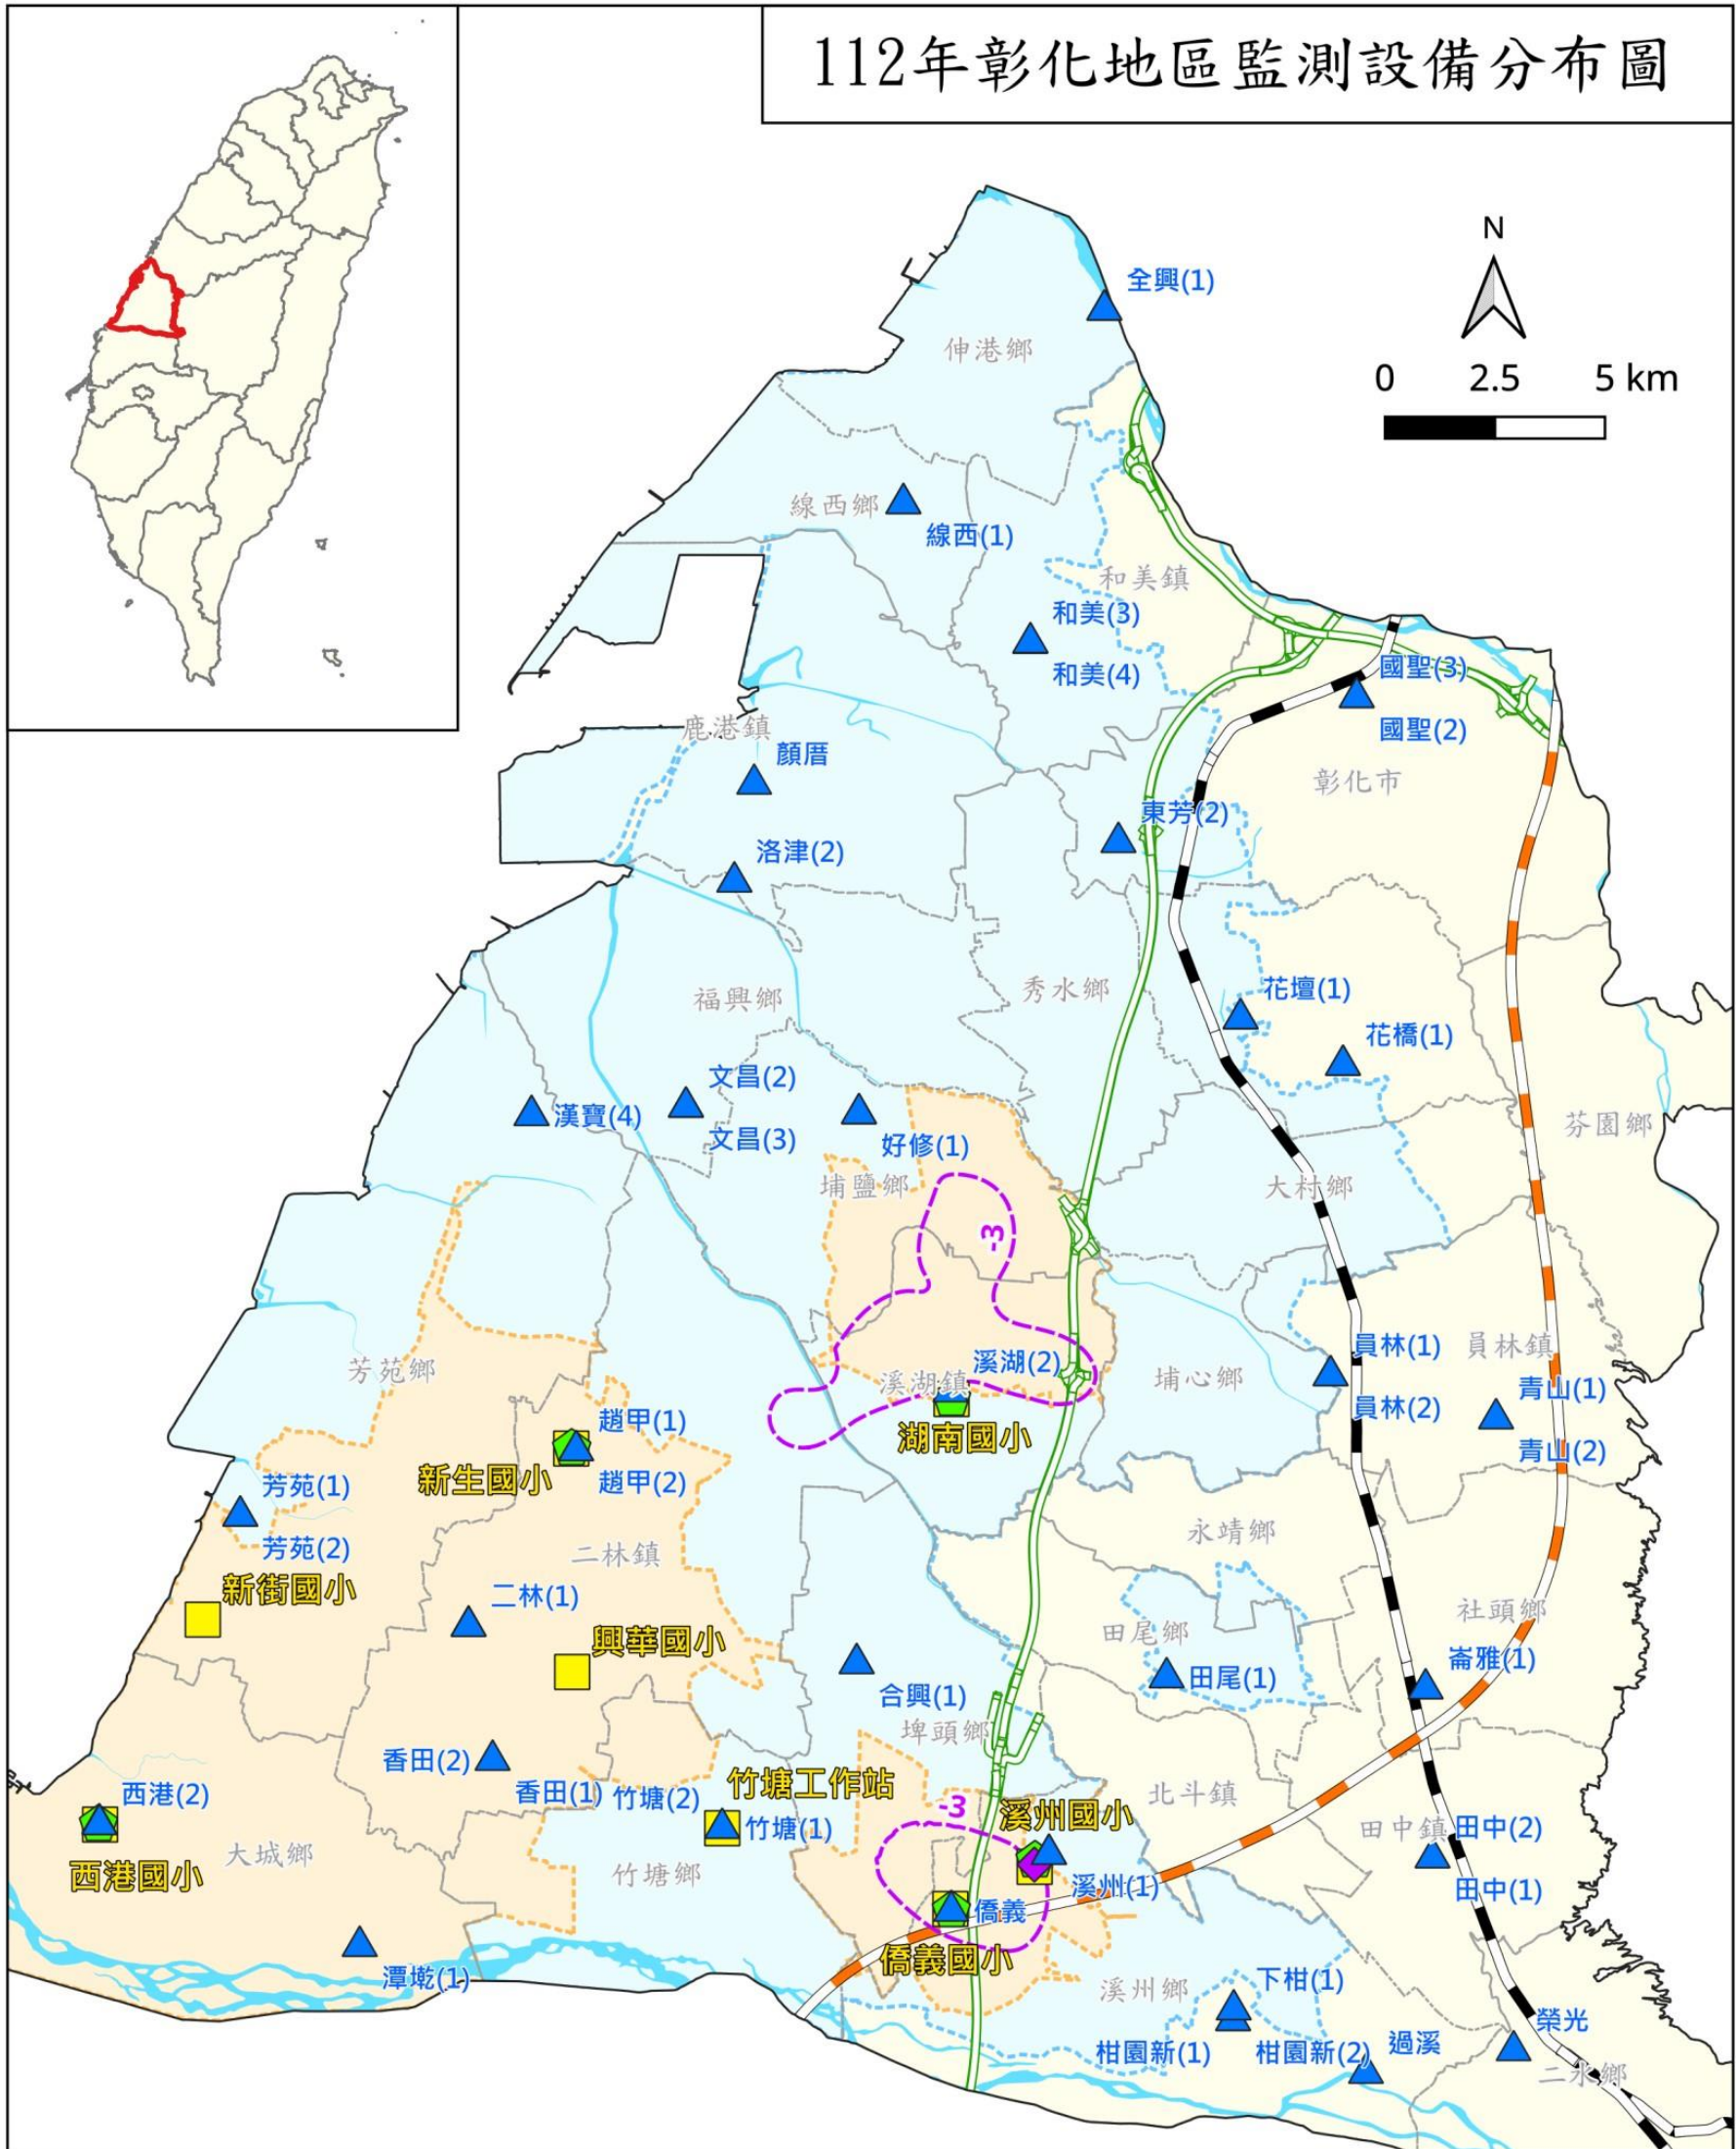 112年彰化地區監測設備分布圖
N
0 2.5 5 km
全興(1)
伸港鄉
線西鄉
線西(1)
和美鎮
和美(3)
和美(4)
國聖(3)
國聖(2)
鹿港鎮
顏厝
彰化市
東芳(2)
洛津(2)
福興鄉
秀水鄉
花壇(1)
花橋(1)
文昌(2)
漢寶(4)
文昌(3)
好修(1)
芬園鄉
埔鹽鄉
大村鄉
-3
芳苑鄉
溪湖(2)
溪湖鎮
埔心鄉
員林(1)
員林鎮
青山(1)
員林(2)
青山(2)
湖南國小
趙甲(1)
新生國小
趙甲(2)
芳苑(1)
芳苑(2)
二林鎮
永靖鄉
新街國小
二林(1)
興華國小
田尾鄉
社頭鄉
崙雅(1)
田尾(1)
合興(1)
埤頭鄉
香田(2)
香田(1)
竹塘(2)
竹塘工作站
竹塘(1)
西港(2)
西港國小
大城鄉
竹塘鄉
-3
溪州國小
北斗鎮
田中鎮
田中(2)
田中(1)
溪州(1)
僑義
僑義國小
潭墘(1)
溪州鄉
下柑(1)
柑園新(1)
柑園新(2)
過溪
榮光
二水鄉